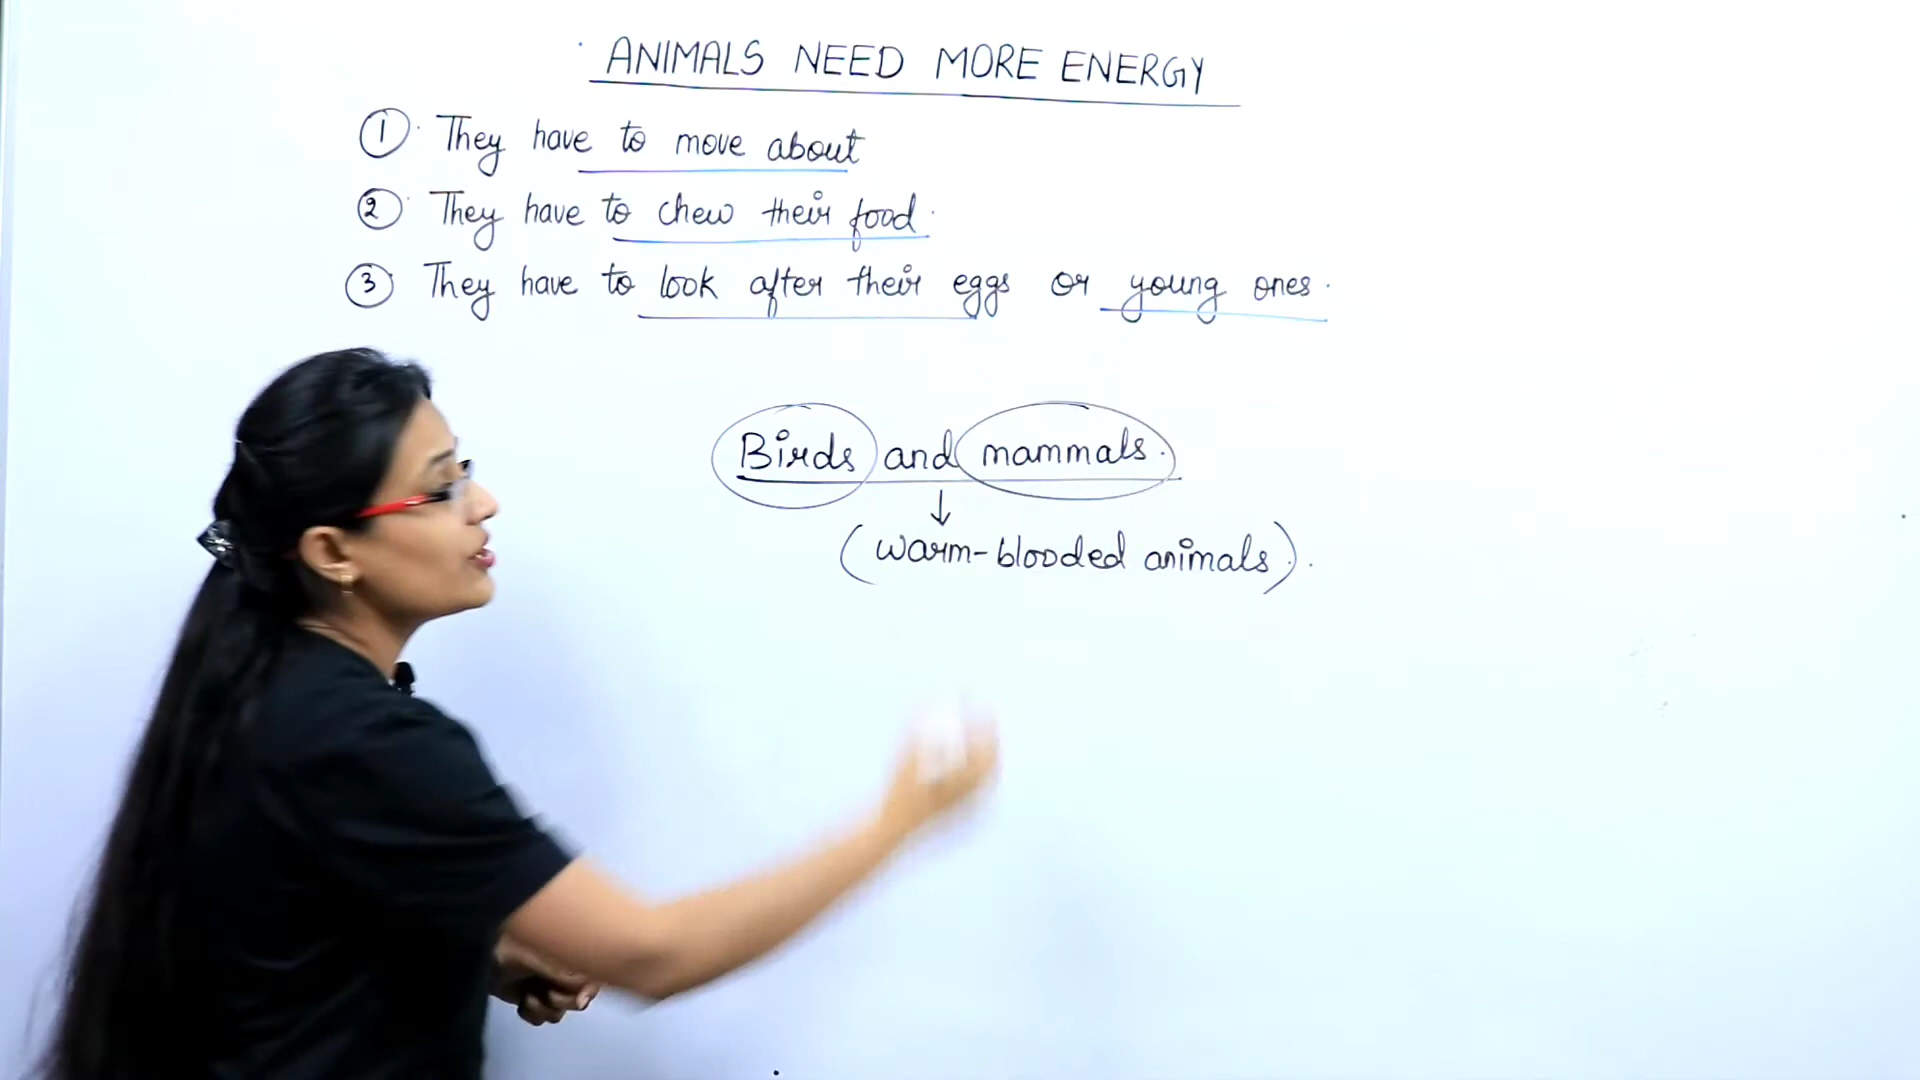 ANIMALS NEED MORE ENERGY
① They have to move about
② They have to chew their food.
③ They have to look after their eggs or young ones.
Birds and mammals.
↓
(warm-blooded animals).